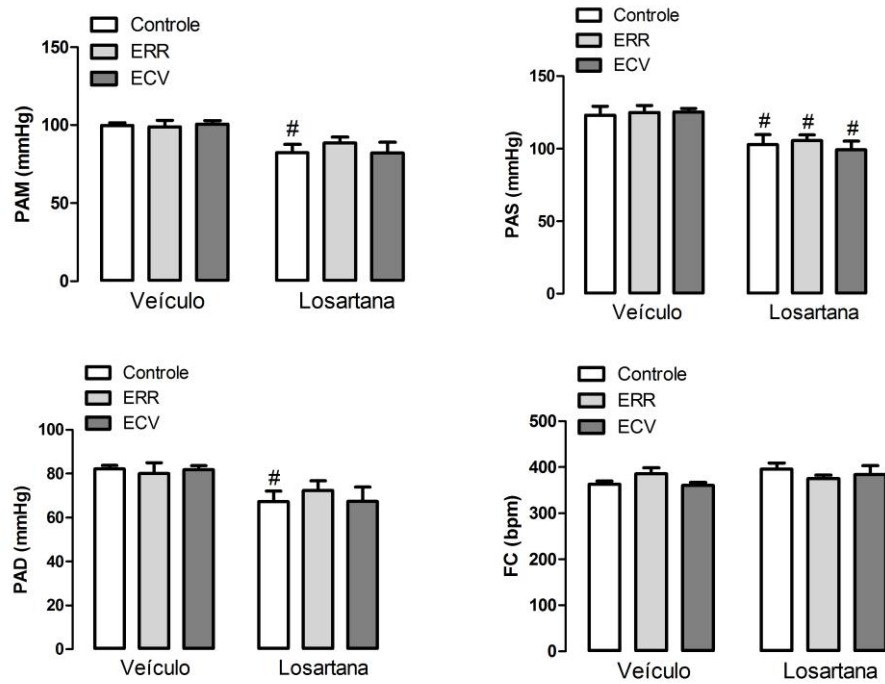 Controle
ERR
ECV
150
100
50
0
PAM (mmHg)
#
Veículo
Losartana
Controle
ERR
ECV
150
100
50
0
PAS (mmHg)
#
#
#
Veículo
Losartana
Controle
ERR
ECV
100
80
60
40
20
0
PAD (mmHg)
#
Veículo
Losartana
Controle
ERR
ECV
500
400
300
200
100
0
FC (bpm)
Veículo
Losartana